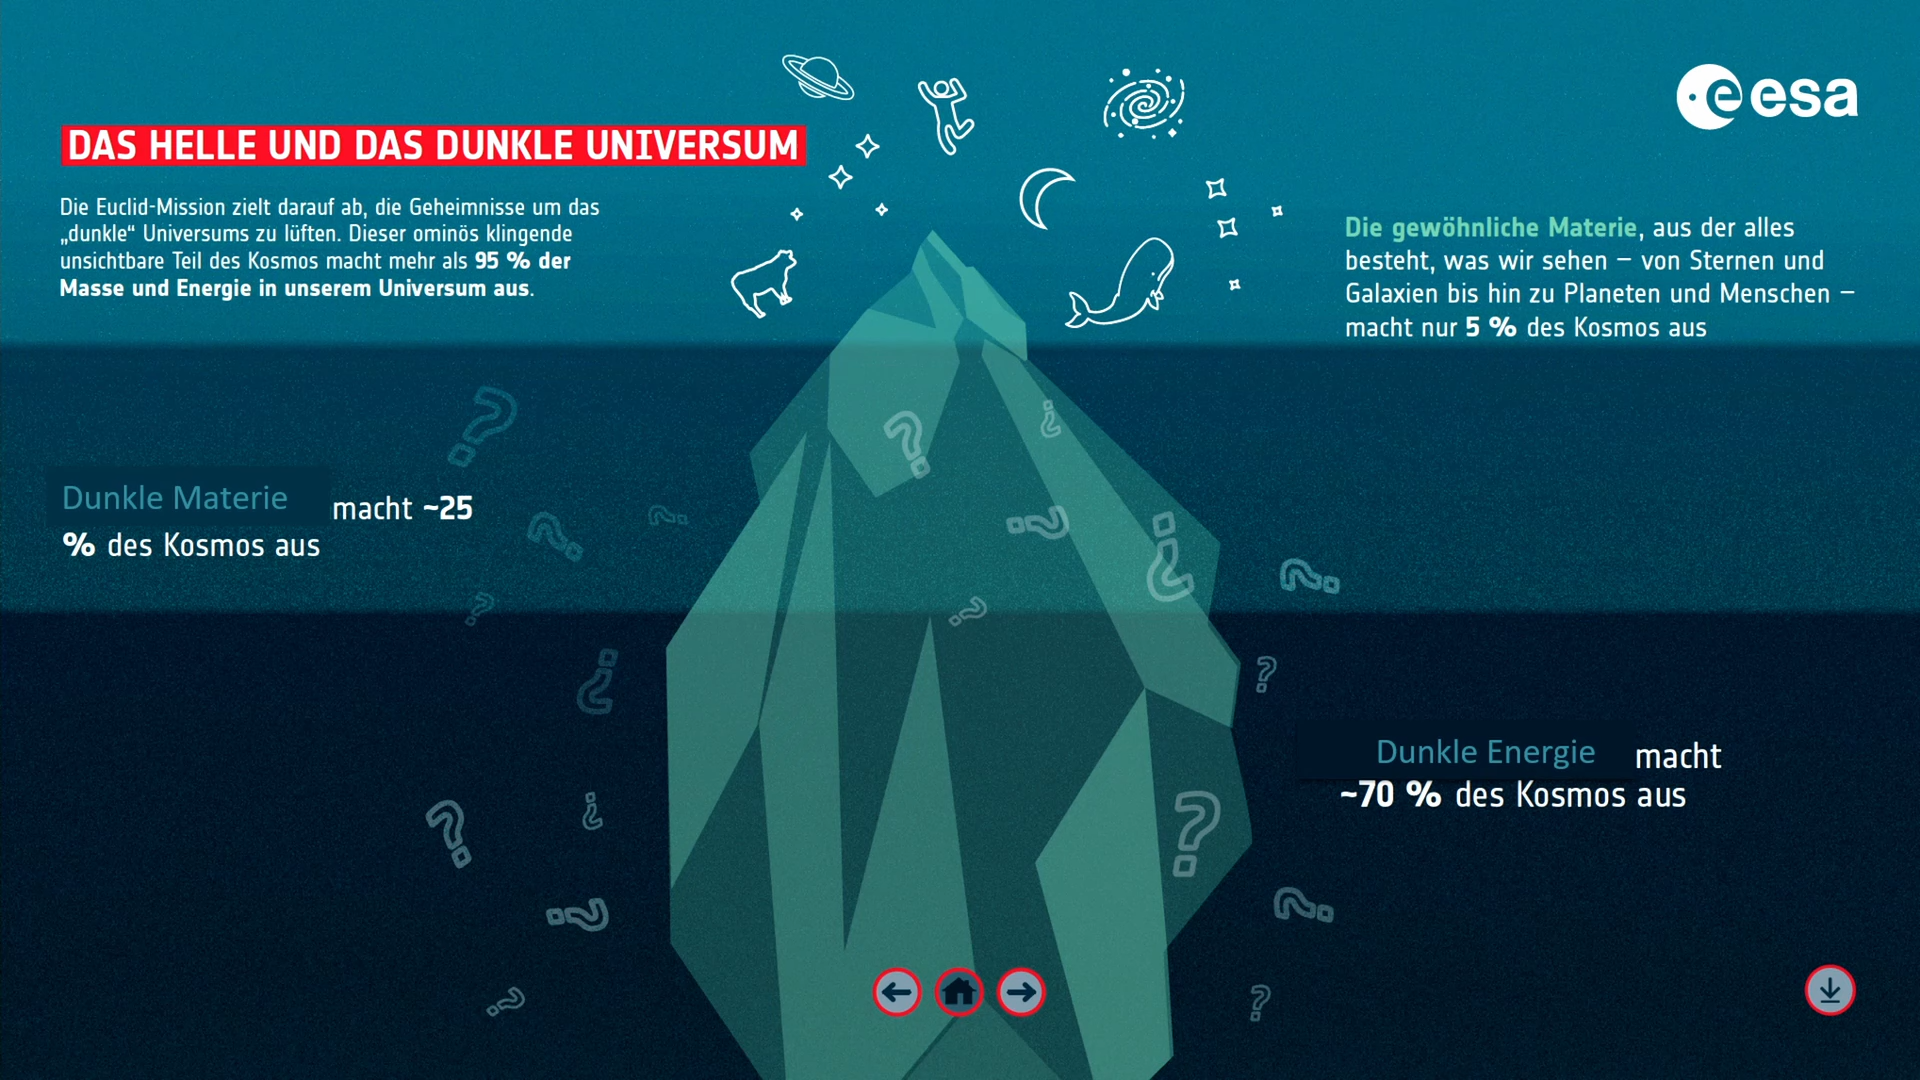 esa
DAS HELLE UND DAS DUNKLE UNIVERSUM
Die Euclid-Mission zielt darauf ab, die Geheimnisse um das
„dunkle“ Universums zu lüften. Dieser ominös klingende
unsichtbare Teil des Kosmos macht mehr als 95 % der
Masse und Energie in unserem Universum aus.
Die gewöhnliche Materie, aus der alles
besteht, was wir sehen – von Sternen und
Galaxien bis hin zu Planeten und Menschen –
macht nur 5 % des Kosmos aus
Dunkle Materie macht ~25
% des Kosmos aus
Dunkle Energie macht
~70 % des Kosmos aus